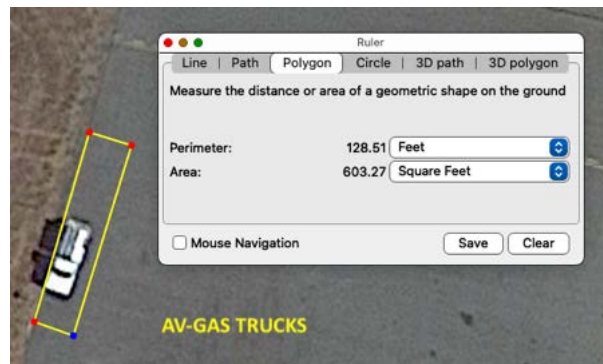 Ruler
Line | Path | Polygon | Circle | 3D path | 3D polygon
Measure the distance or area of a geometric shape on the ground
Perimeter: 128.51 Feet
Area: 603.27 Square Feet
Mouse Navigation Save Clear
AV-GAS TRUCKS